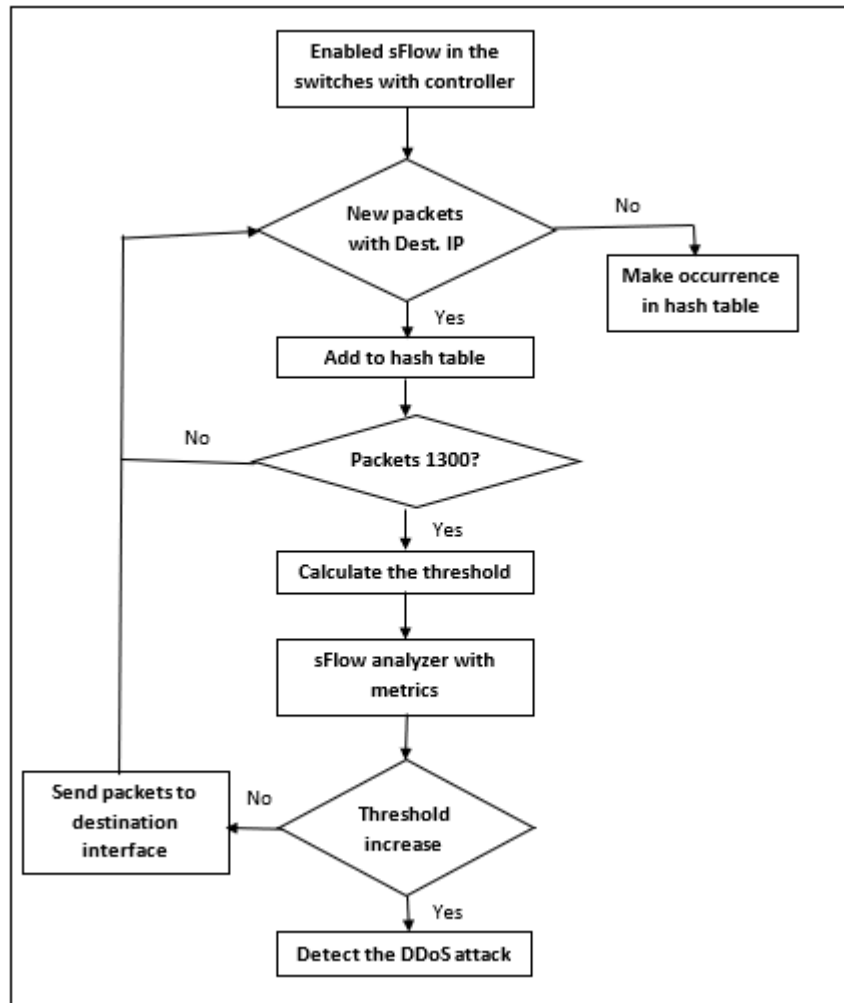 Enabled sFlow in the
switches with controller
New packets
with Dest. IP
No
Make occurrence
in hash table
Yes
Add to hash table
No
Packets 1300?
Yes
Calculate the threshold
sFlow analyzer with
metrics
Send packets to
destination
interface
No
Threshold
increase
Yes
Detect the DDoS attack